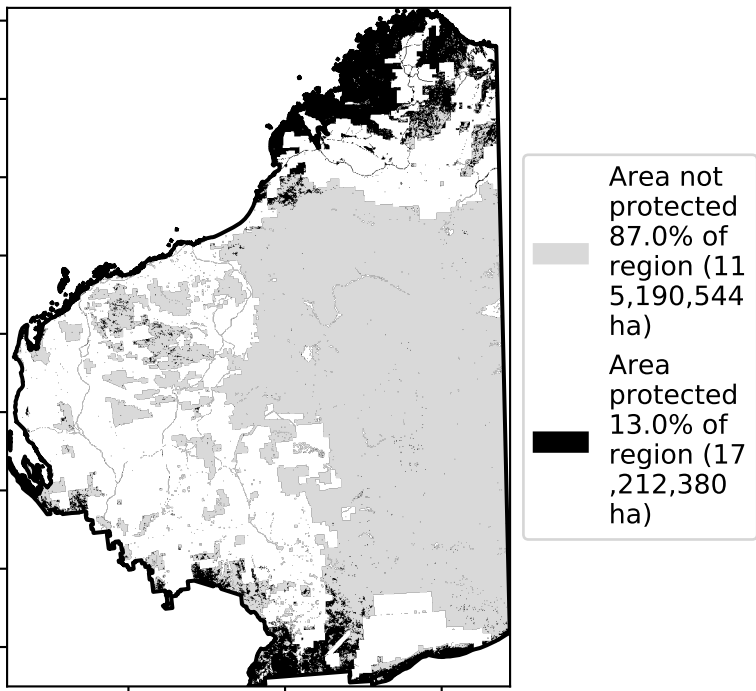 Area not
protected
87.0% of
region (11
5,190,544
ha)
Area
protected
13.0% of
region (17
,212,380
ha)